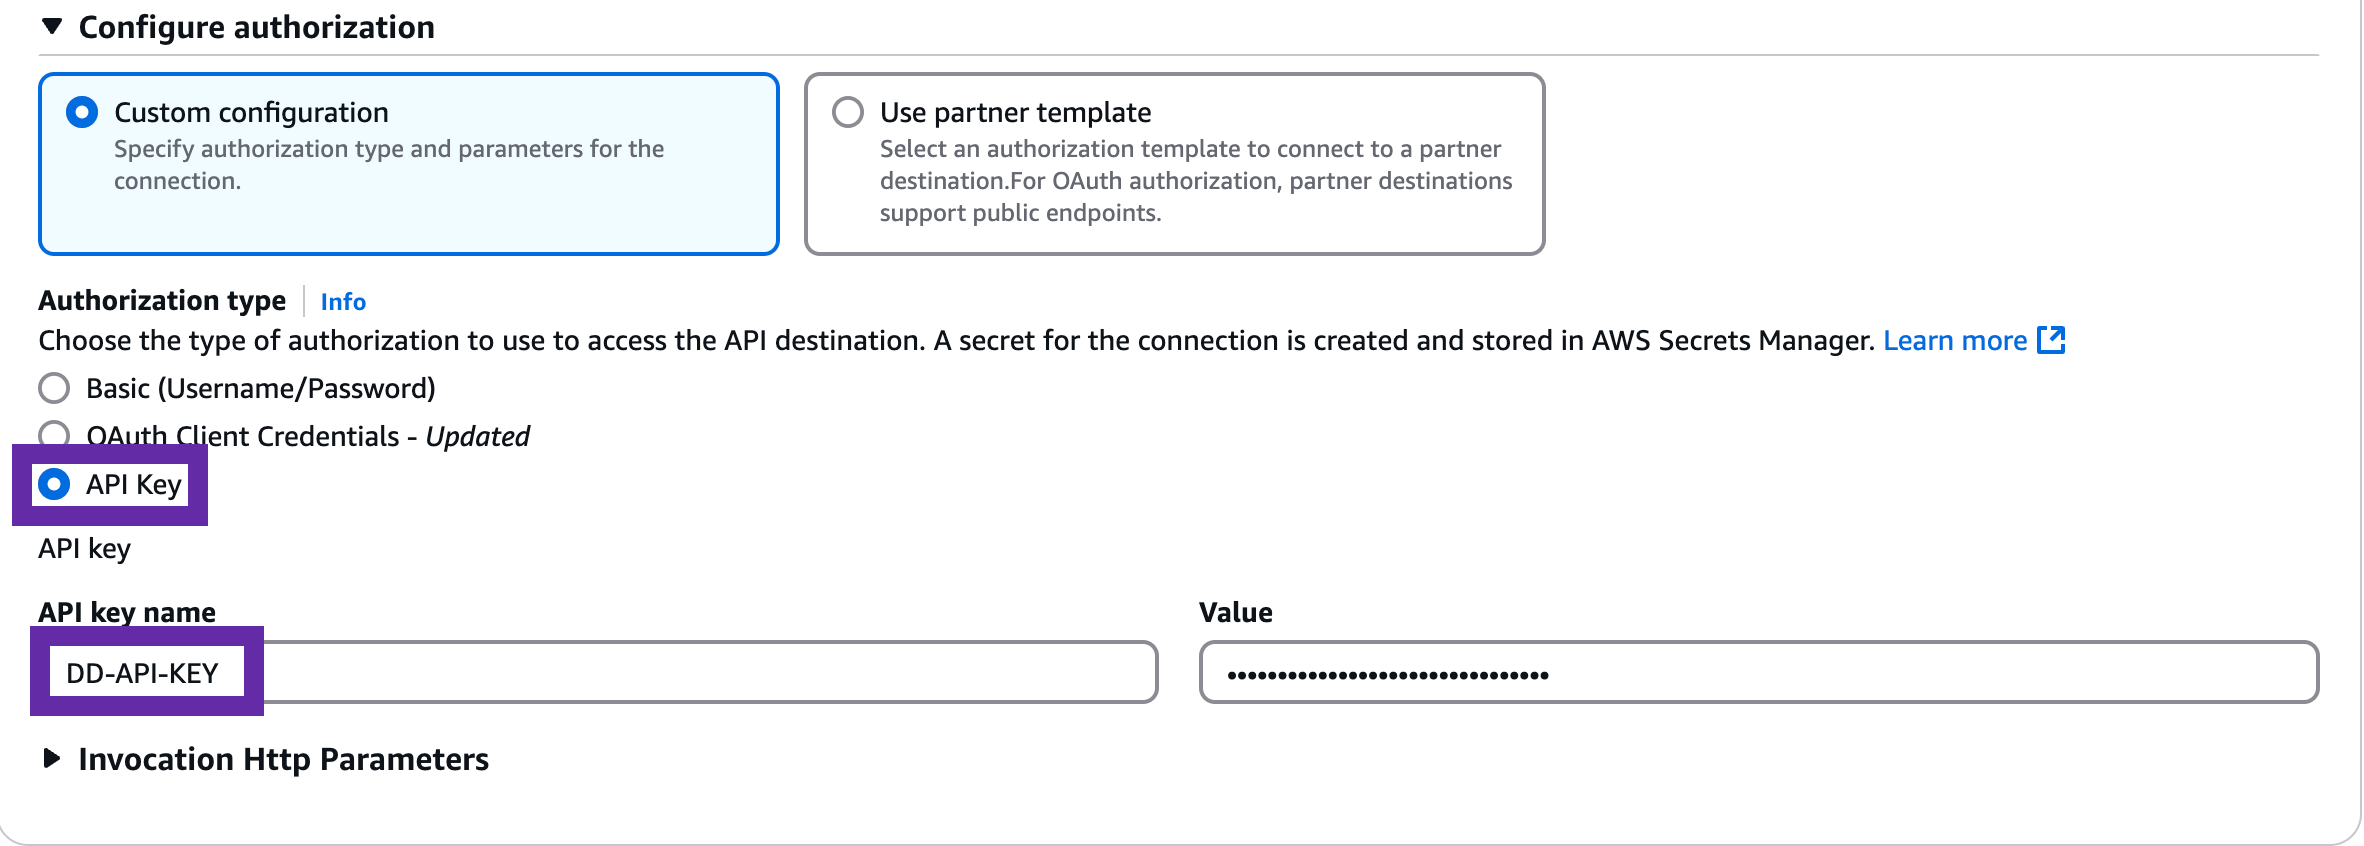 Configure authorization
Custom configuration
Specify authorization type and parameters for the
connection.
Use partner template
Select an authorization template to connect to a partner
destination.For OAuth authorization, partner destinations
support public endpoints.
Authorization type
Info
Choose the type of authorization to use to access the API destination. A secret for the connection is created and stored in AWS Secrets Manager. Learn more
Basic (Username/Password)
OAuth Client Credentials - Updated
API Key
API key
API key name
Value
DD-API-KEY
••••••••••••••••••••••••••••••••
Invocation Http Parameters